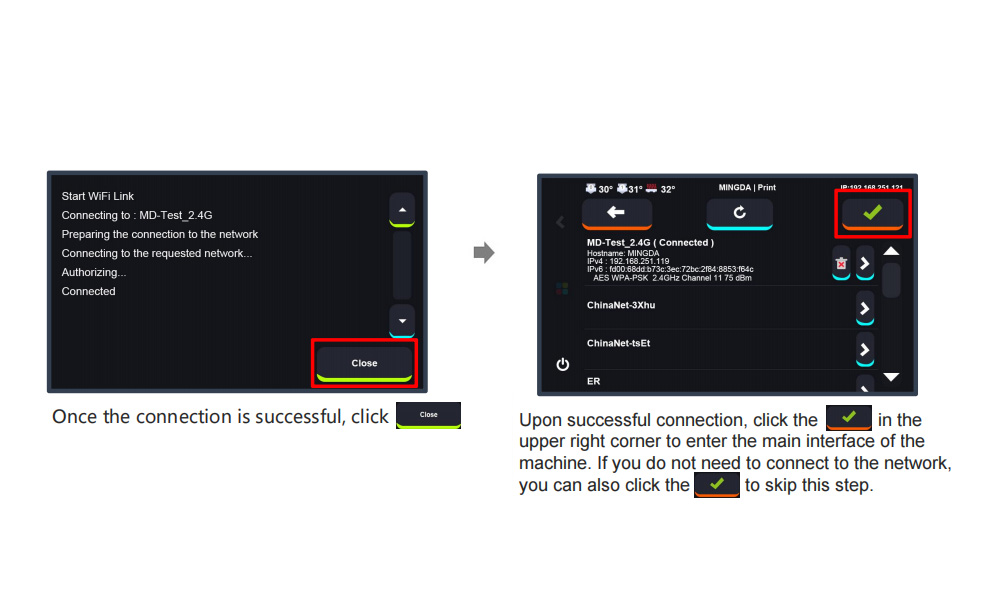 Start WiFi Link
Connecting to : MD-Test_2.4G
Preparing the connection to the network
Connecting to the requested network...
Authorizing...
Connected
Close
Once the connection is successful, click Close
30° 31° 32° MINGDA | Print IP:192.168.251.121
MD-Test_2.4G ( Connected )
Hostname: MINGDA
IPv4 : 192.168.251.119
IPv6 : fd00:68dd:b73c:3ec:72bc:2f84:8853:f64c
AES WPA-PSK 2.4GHz Channel 11 75 dBm
ChinaNet-3Xhu
ChinaNet-tsEt
ER
Upon successful connection, click the in the
upper right corner to enter the main interface of the
machine. If you do not need to connect to the network,
you can also click the to skip this step.